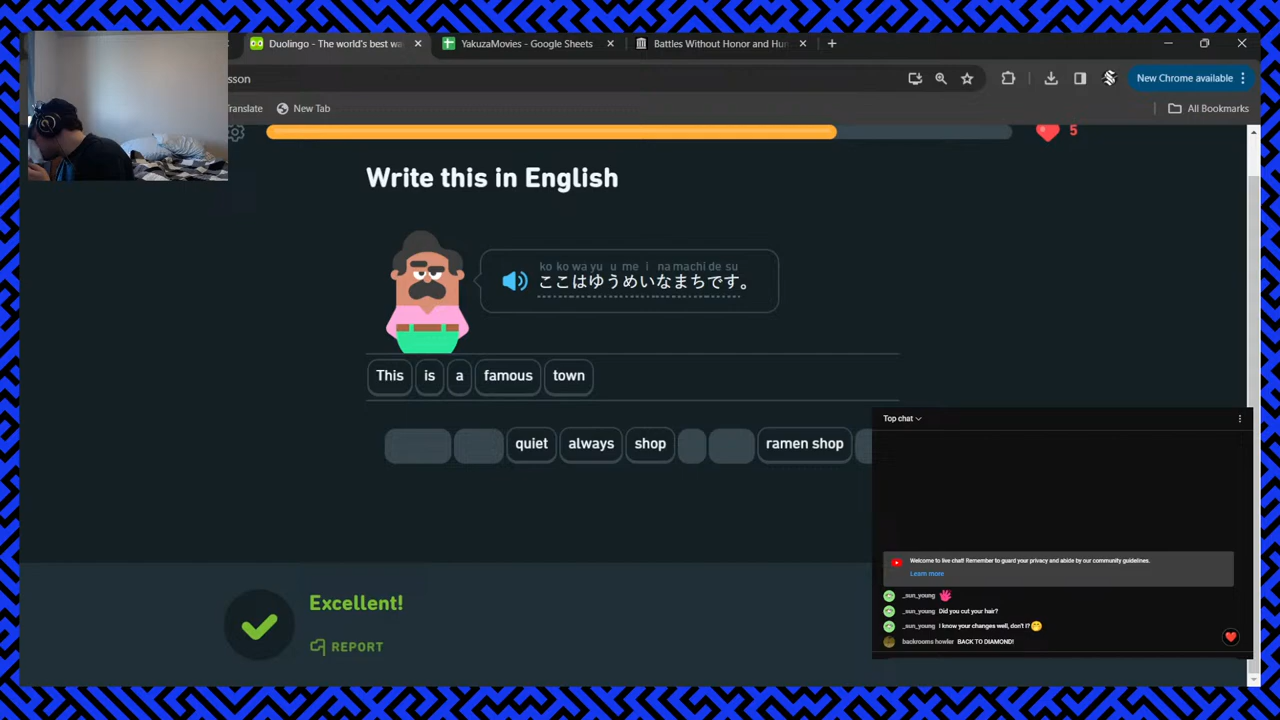 Duolingo - The world's best wa
YakuzaMovies - Google Sheets
Battles Without Honor and Hun
sson
New Chrome available
Translate
New Tab
All Bookmarks
5
Write this in English
ko ko wa yu u me i na machi de su
ここはゆうめいなまちです。
This is a famous town
quiet always shop ramen shop
Top chat
Welcome to live chat! Remember to guard your privacy and abide by our community guidelines.
Learn more
_sun_young
_sun_young Did you cut your hair?
_sun_young I know your changes well, don't I?
backrooms howler BACK TO DIAMOND!
Excellent!
REPORT